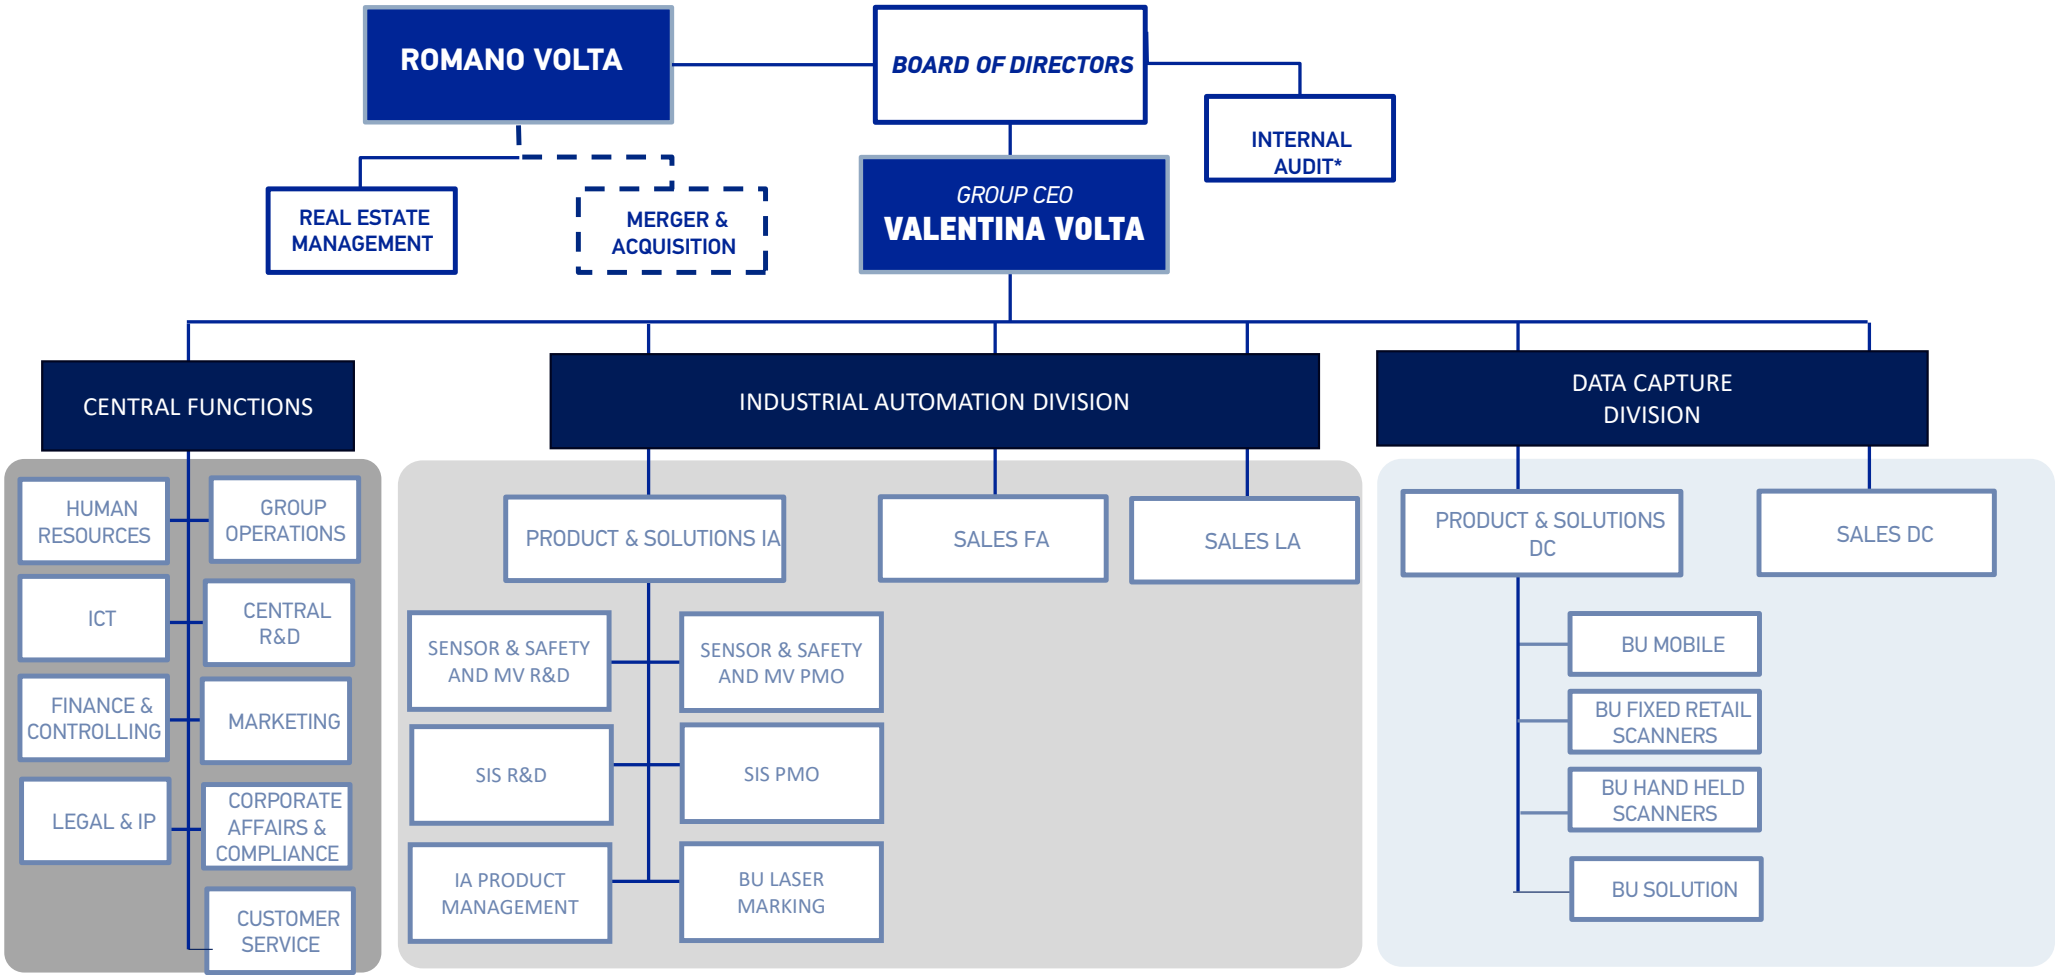 ROMANO VOLTA
BOARD OF DIRECTORS
INTERNAL
AUDIT*
REAL ESTATE
MANAGEMENT
MERGER &
ACQUISITION
GROUP CEO
VALENTINA VOLTA
CENTRAL FUNCTIONS
INDUSTRIAL AUTOMATION DIVISION
DATA CAPTURE
DIVISION
HUMAN
RESOURCES
GROUP
OPERATIONS
ICT
CENTRAL
R&D
FINANCE &
CONTROLLING
MARKETING
LEGAL & IP
CORPORATE
AFFAIRS &
COMPLIANCE
CUSTOMER
SERVICE
PRODUCT & SOLUTIONS IA
SALES FA
SALES LA
SENSOR & SAFETY
AND MV R&D
SENSOR & SAFETY
AND MV PMO
SIS R&D
SIS PMO
IA PRODUCT
MANAGEMENT
BU LASER
MARKING
PRODUCT & SOLUTIONS
DC
SALES DC
BU MOBILE
BU FIXED RETAIL
SCANNERS
BU HAND HELD
SCANNERS
BU SOLUTION